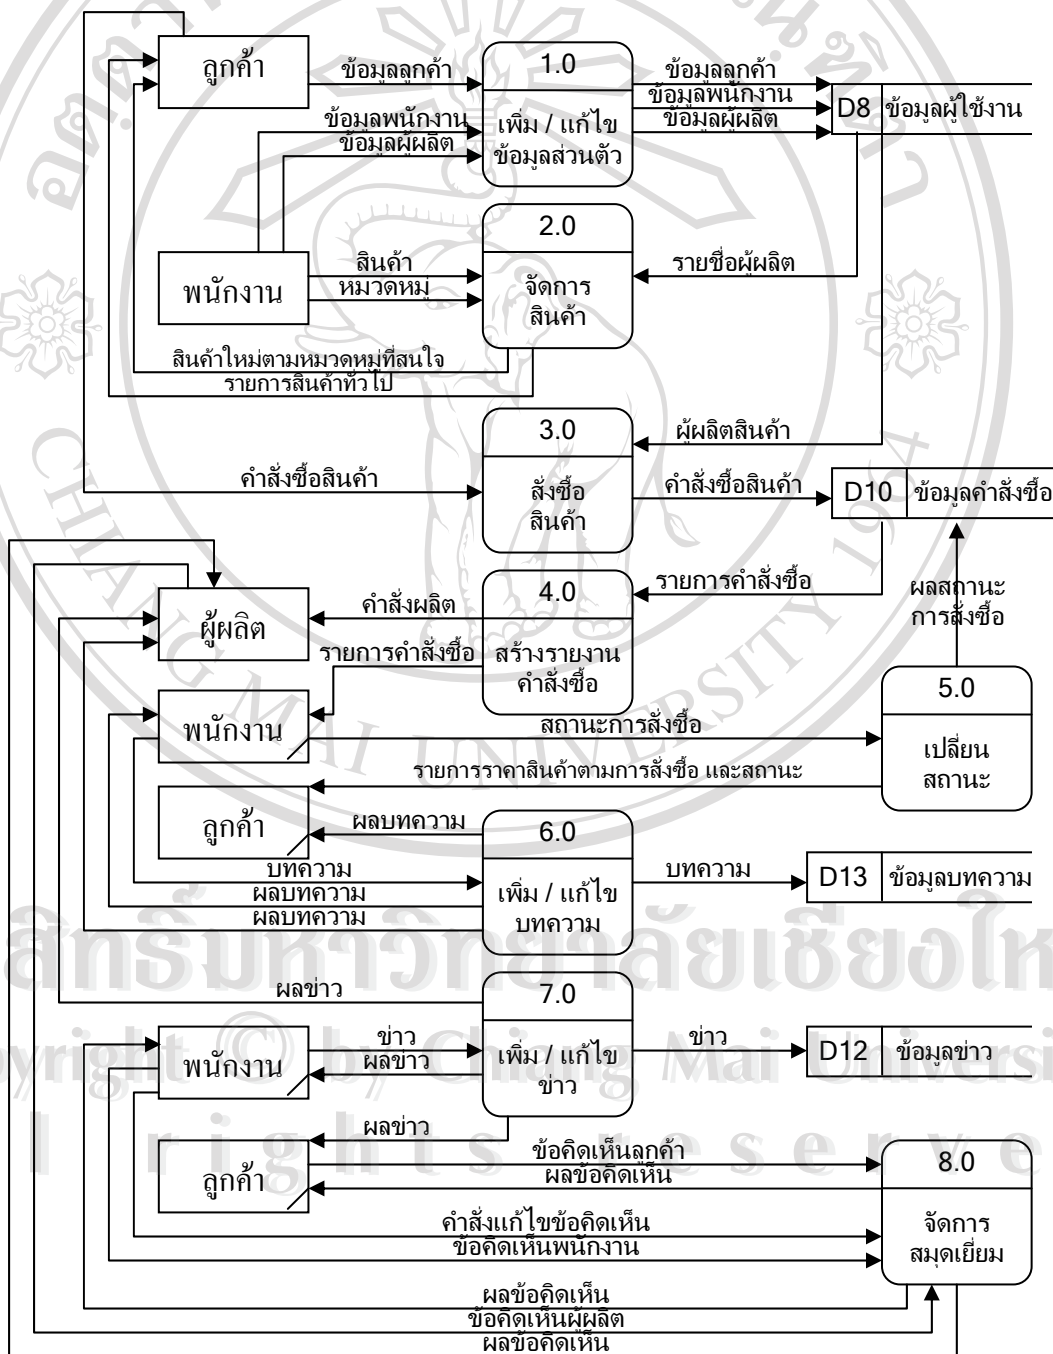 ลูกค้า
ข้อมูลลูกค้า
1.0
ข้อมูลลูกค้า
ข้อมูลพนักงาน
ข้อมูลผู้ผลิต
D8 ข้อมูลผู้ใช้งาน
ข้อมูลพนักงาน
ข้อมูลผู้ผลิต
เพิ่ม / แก้ไข
ข้อมูลส่วนตัว
2.0
พนักงาน
สินค้า
หมวดหมู่
จัดการ
สินค้า
รายชื่อผู้ผลิต
สินค้าใหม่ตามหมวดหมู่ที่สนใจ
รายการสินค้าทั่วไป
3.0
ผู้ผลิตสินค้า
คำสั่งซื้อสินค้า
สั่งซื้อ
สินค้า
คำสั่งซื้อสินค้า
D10 ข้อมูลคำสั่งซื้อ
ผู้ผลิต
คำสั่งผลิต
4.0
รายการคำสั่งซื้อ
ผลสถานะ
การสั่งซื้อ
รายการคำสั่งซื้อ
สร้างรายงาน
คำสั่งซื้อ
5.0
พนักงาน
สถานะการสั่งซื้อ
เปลี่ยน
สถานะ
รายการราคาสินค้าตามการสั่งซื้อ และสถานะ
ลูกค้า
ผลบทความ
6.0
บทความ
ผลบทความ
ผลบทความ
เพิ่ม / แก้ไข
บทความ
บทความ
D13 ข้อมูลบทความ
ผลข่าว
7.0
พนักงาน
ข่าว
ผลข่าว
เพิ่ม / แก้ไข
ข่าว
ข่าว
D12 ข้อมูลข่าว
ผลข่าว
ลูกค้า
ข้อคิดเห็นลูกค้า
ผลข้อคิดเห็น
8.0
จัดการ
สมุดเยี่ยม
คำสั่งแก้ไขข้อคิดเห็น
ข้อคิดเห็นพนักงาน
ผลข้อคิดเห็น
ข้อคิดเห็นผู้ผลิต
ผลข้อคิดเห็น
CHIANG MAI UNIVERSITY 1964
สิทธิ์มหาวิทยาลัยเชียงให
pyright © by Chiang Mai Universi
l rights reserve